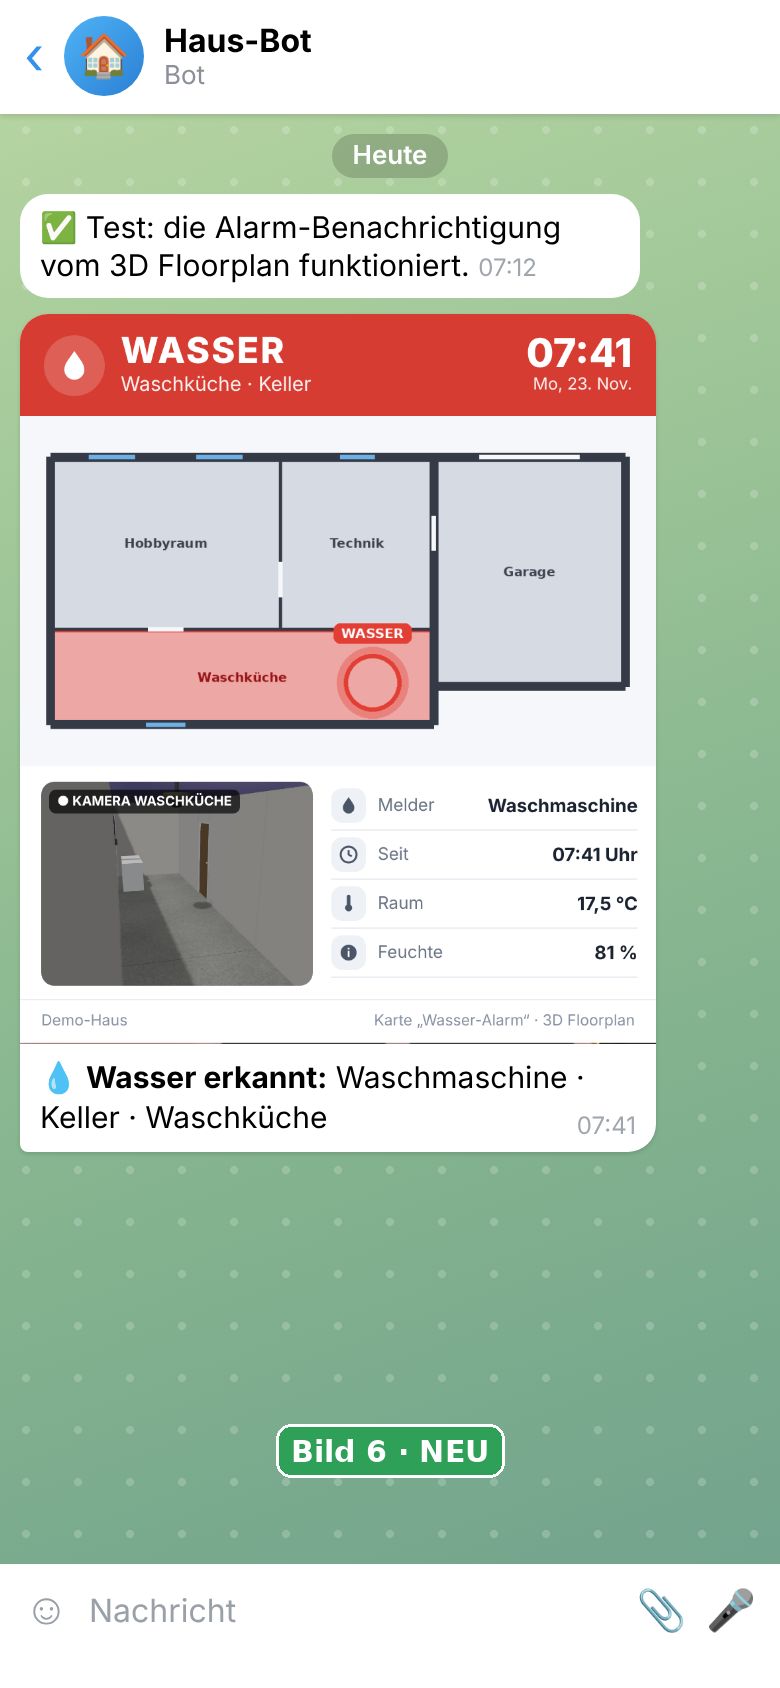 Haus-Bot
Bot
Heute
✅ Test: die Alarm-Benachrichtigung
vom 3D Floorplan funktioniert. 07:12
WASSER
Waschküche · Keller
07:41
Mo, 23. Nov.
Hobbyraum
Technik
Garage
WASSER
Waschküche
KAMERA WASCHKÜCHE
Melder Waschmaschine
Seit 07:41 Uhr
Raum 17,5 °C
Feuchte 81 %
Demo-Haus
Karte „Wasser-Alarm“ · 3D Floorplan
💧 Wasser erkannt: Waschmaschine ·
Keller · Waschküche
07:41
Bild 6 · NEU
Nachricht